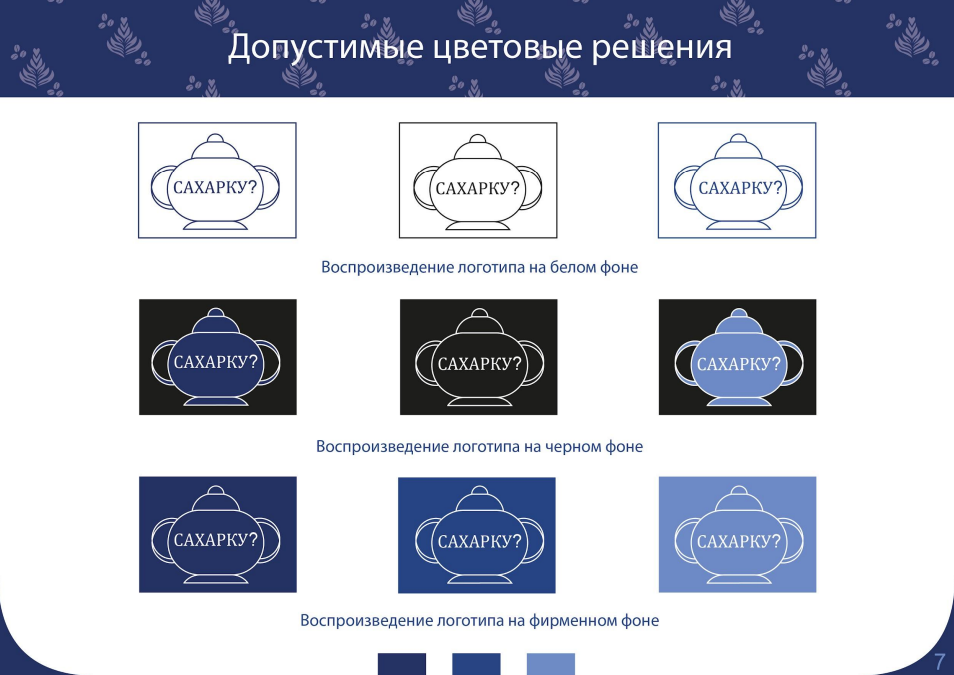 Допустимые цветовые решения
САХАРКУ?
САХАРКУ?
САХАРКУ?
Воспроизведение логотипа на белом фоне
САХАРКУ?
САХАРКУ?
САХАРКУ?
Воспроизведение логотипа на черном фоне
САХАРКУ?
САХАРКУ?
САХАРКУ?
Воспроизведение логотипа на фирменном фоне
7